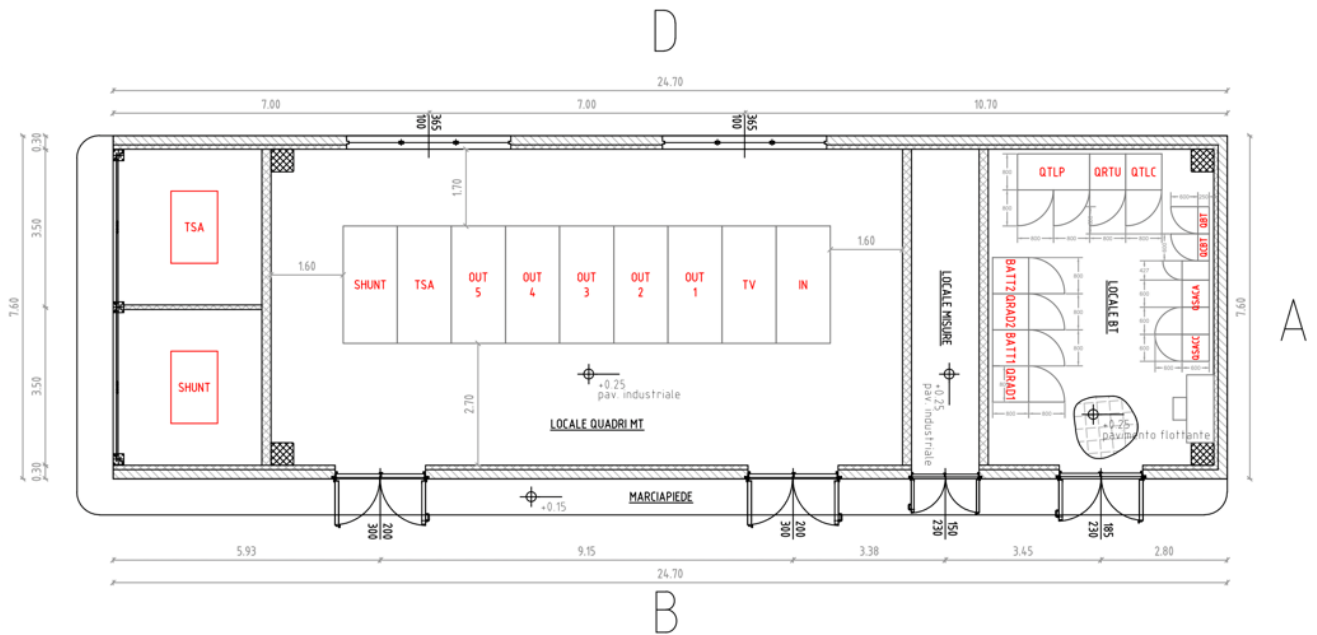 D
24.70
7.00
7.00
10.70
100
365
100
365
0.30
3.50
3.50
0.30
7.60
7.60
A
TSA
SHUNT
1.70
1.60
1.60
2.70
SHUNT
TSA
OUT
5
OUT
4
OUT
3
OUT
2
OUT
1
TV
IN
+0.25
pav. industriale
LOCALE QUADRI MT
LOCALE MISURE
+0.25
pav. industriale
QTLP
QRTU
QTLC
QBT
QCBT
QSACA
QSACC
BATT2
QRAD2
BATT1
QRAD1
LOCALE BT
+0.25
pavimento flottante
MARCIAPIEDE
+0.15
300
200
300
200
230
150
230
185
5.93
9.15
3.38
3.45
2.80
24.70
B